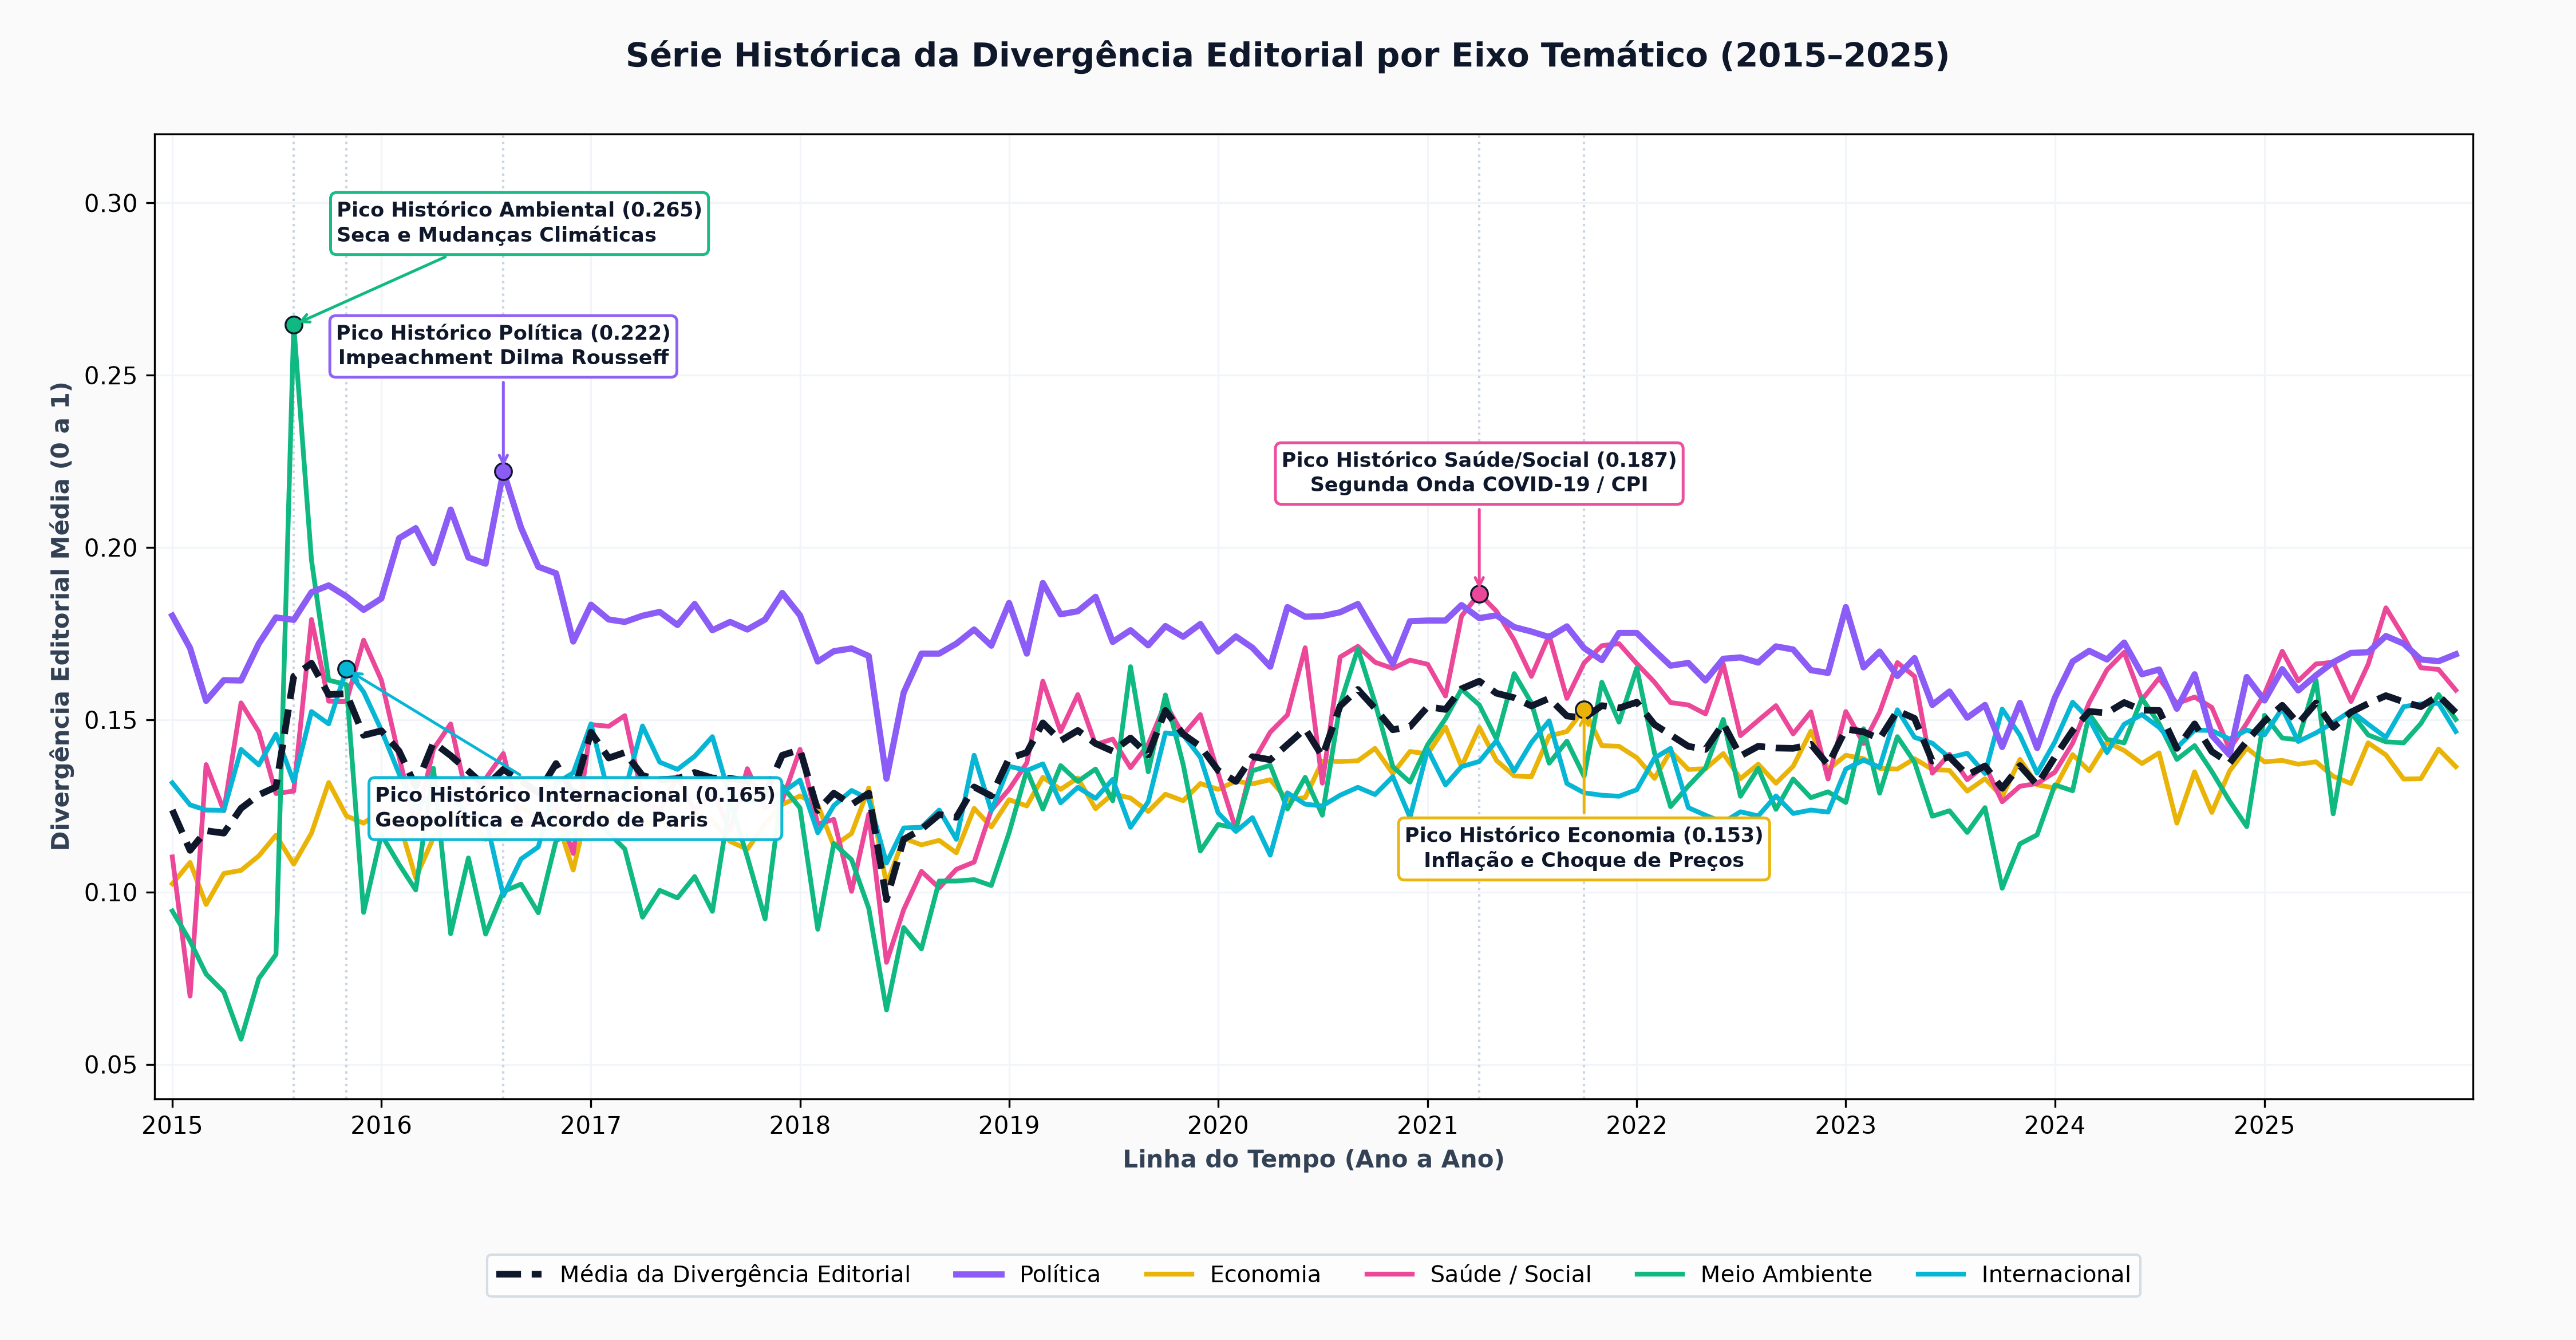 Série Histórica da Divergência Editorial por Eixo Temático (2015–2025)
Divergência Editorial Média (0 a 1)
0.30
0.25
0.20
0.15
0.10
0.05
Pico Histórico Ambiental (0.265)
Seca e Mudanças Climáticas
Pico Histórico Política (0.222)
Impeachment Dilma Rousseff
Pico Histórico Saúde/Social (0.187)
Segunda Onda COVID-19 / CPI
Pico Histórico Internacional (0.165)
Geopolítica e Acordo de Paris
Pico Histórico Economia (0.153)
Inflação e Choque de Preços
2015 2016 2017 2018 2019 2020 2021 2022 2023 2024 2025
Linha do Tempo (Ano a Ano)
Média da Divergência Editorial Política Economia Saúde / Social Meio Ambiente Internacional